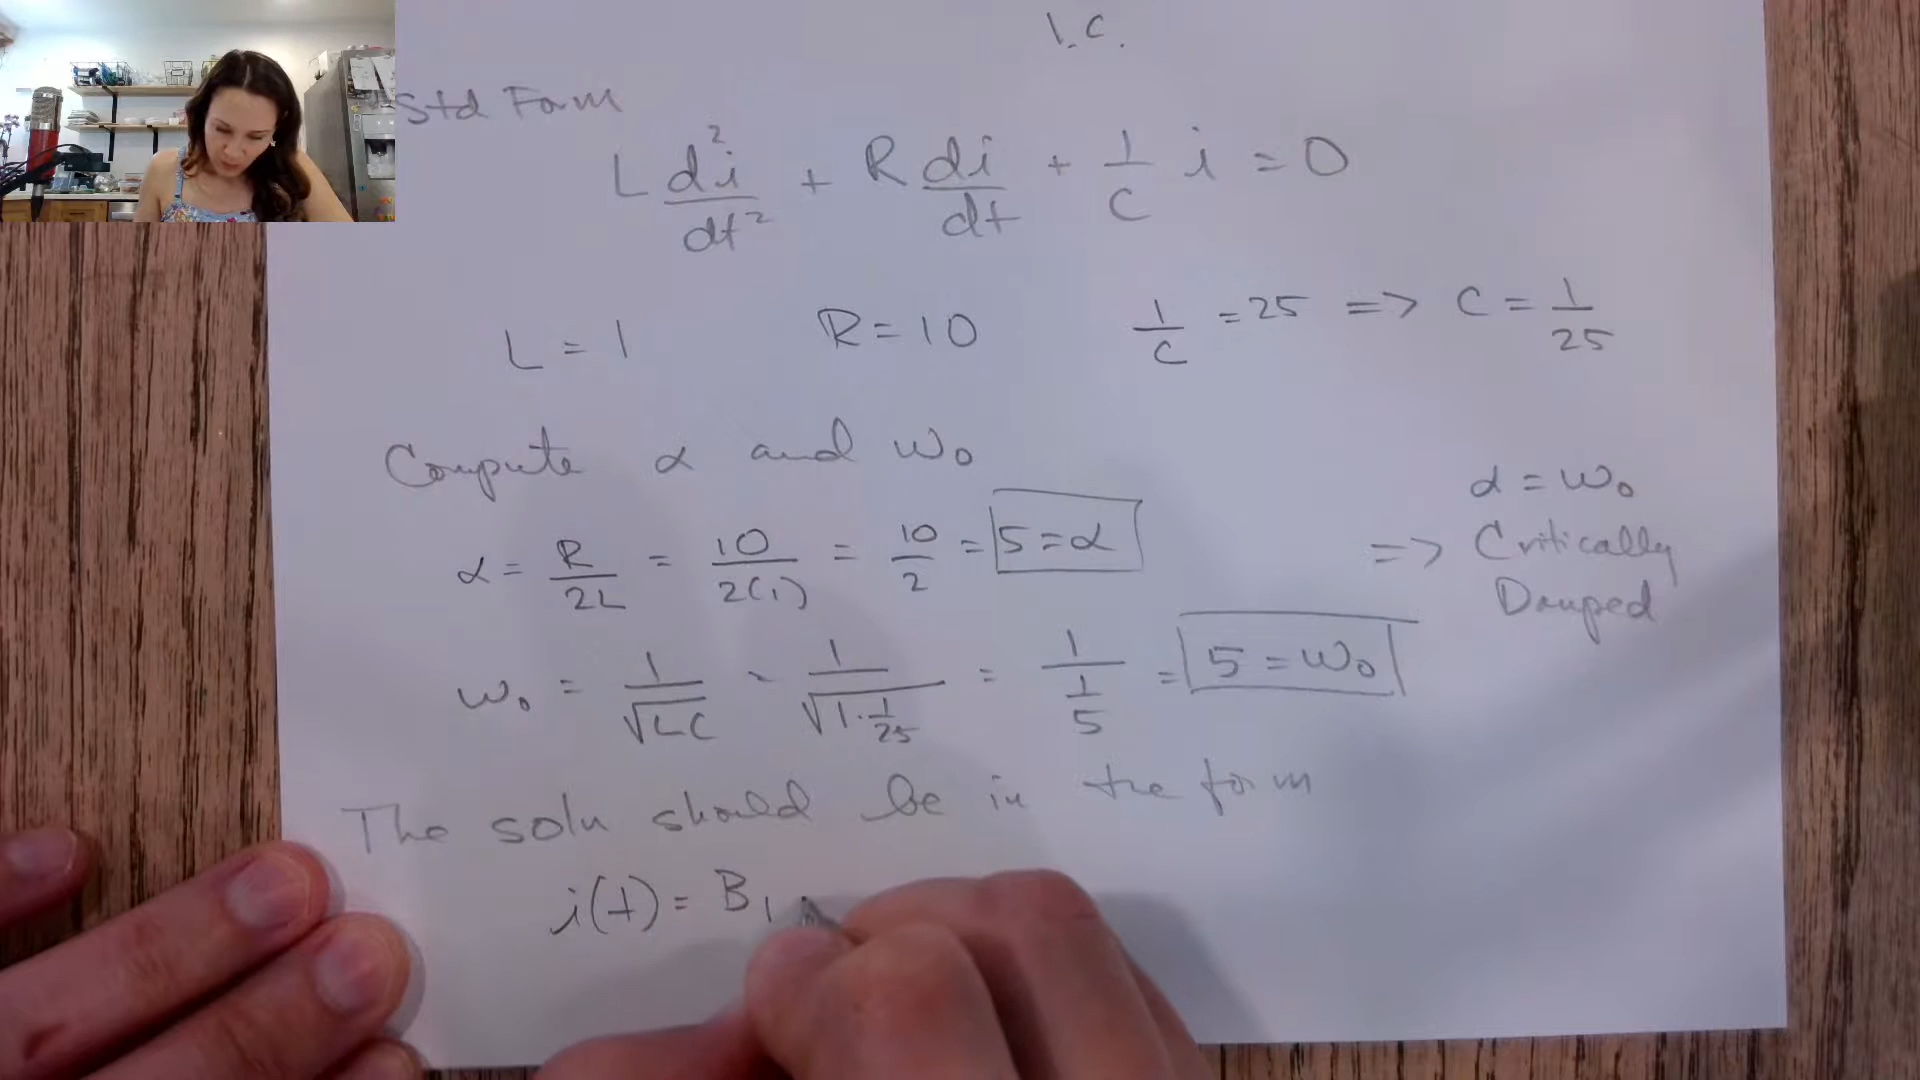 I.C.
Std Form
L d²i/dt² + R di/dt + 1/C i = 0
L = 1 R = 10 1/C = 25 => C = 1/25
Compute α and ω₀
α = ω₀
=> Critically
Damped
α = R/2L = 10/2(1) = 10/2 = 5 = α
ω₀ = 1/√LC = 1/√1·1/25 = 1/1/5 = 5 = ω₀
The soln should be in the form
i(t) = B₁